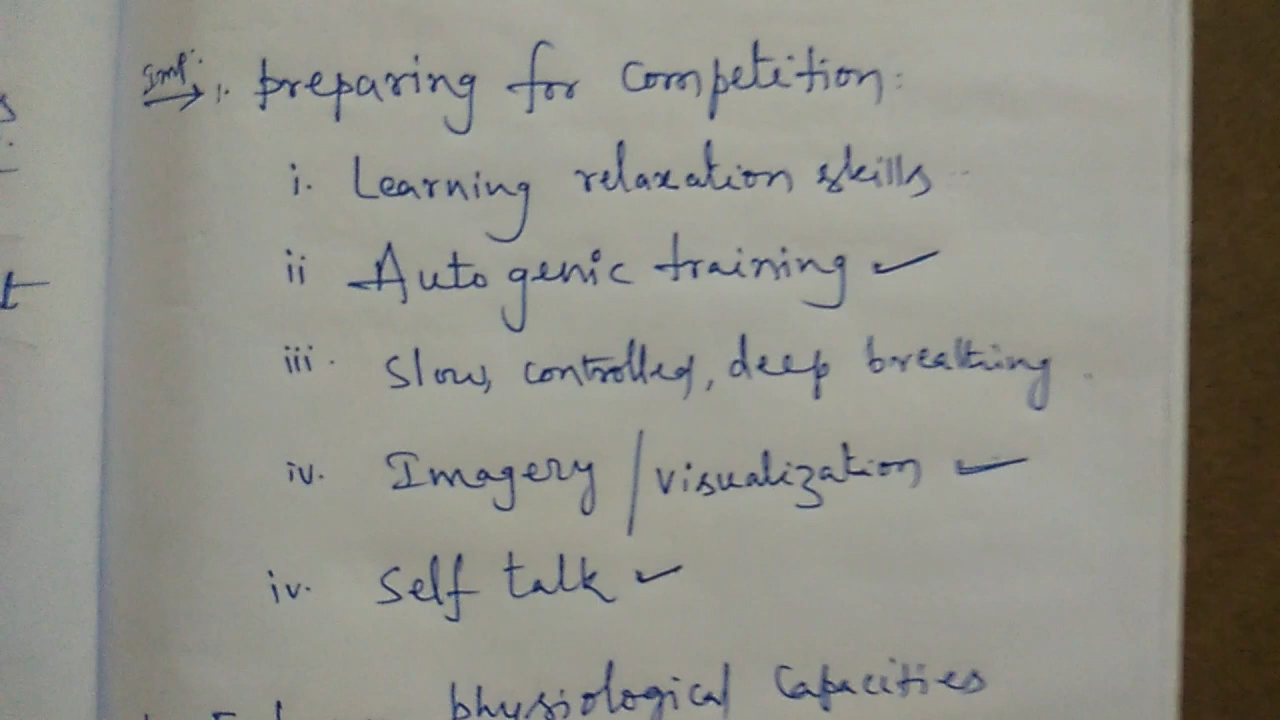 Imp. → 1. Preparing for Competition:
i. Learning relaxation skills
ii Autogenic training ✓
iii. Slow, controlled, deep breathing.
iv. Imagery / visualization ✓
iv. Self talk ✓
physiological Capacities